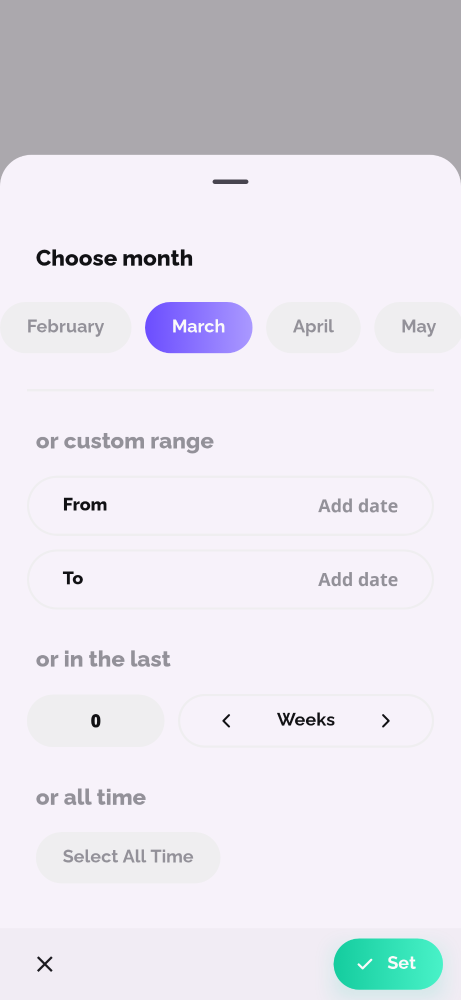 Choose month
February March April May
or custom range
From Add date
To Add date
or in the last
0 Weeks
or all time
Select All Time
Set